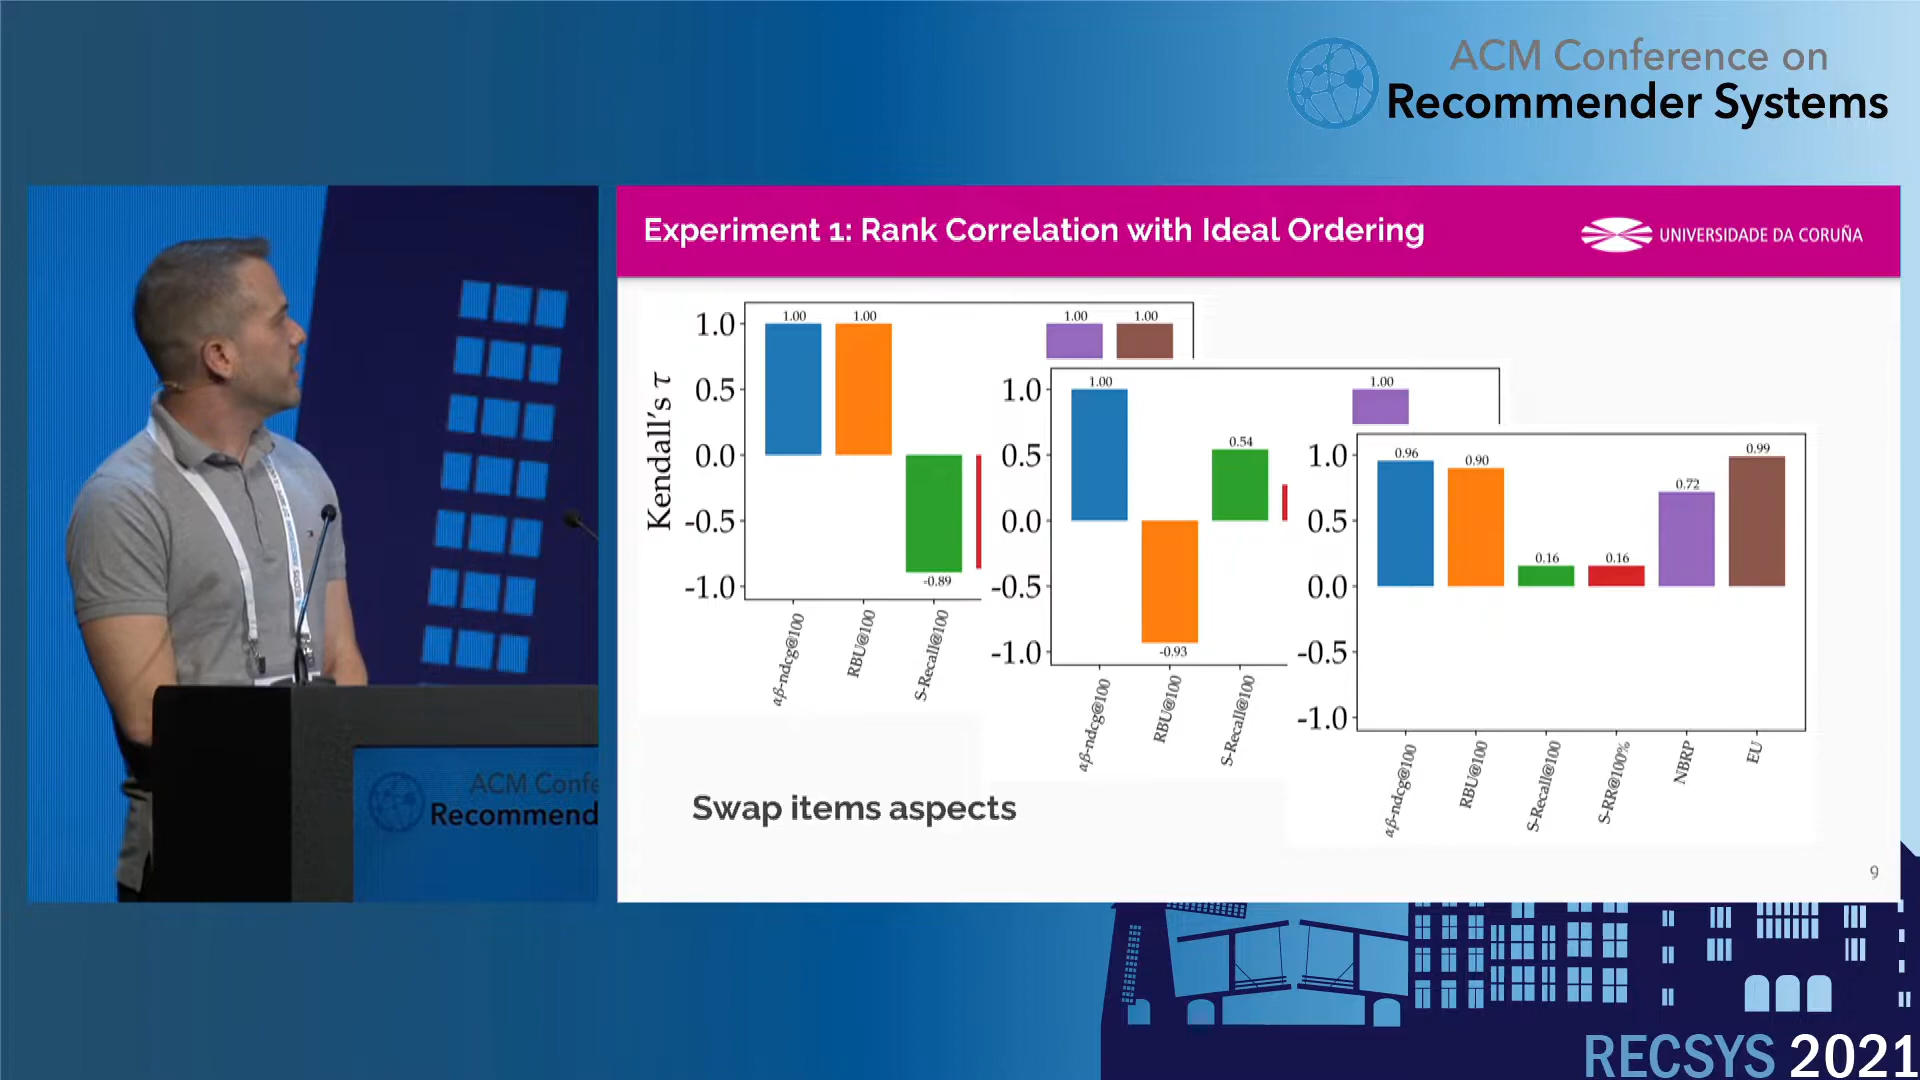 ACM Conference on
Recommender Systems
Experiment 1: Rank Correlation with Ideal Ordering
UNIVERSIDADE DA CORUÑA
Kendall's τ
1.0
0.5
0.0
-0.5
-1.0
1.00
1.00
-0.89
1.00
1.00
αβ-ndcg@100
RBU@100
S-Recall@100
1.0
0.5
0.0
-0.5
-1.0
1.00
-0.93
0.54
1.00
αβ-ndcg@100
RBU@100
S-Recall@100
1.0
0.5
0.0
-0.5
-1.0
0.96
0.90
0.16
0.16
0.72
0.99
αβ-ndcg@100
RBU@100
S-Recall@100
S-RR@100%
NBRP
EU
Swap items aspects
9
ACM Confe
Recommend
RECSYS 2021